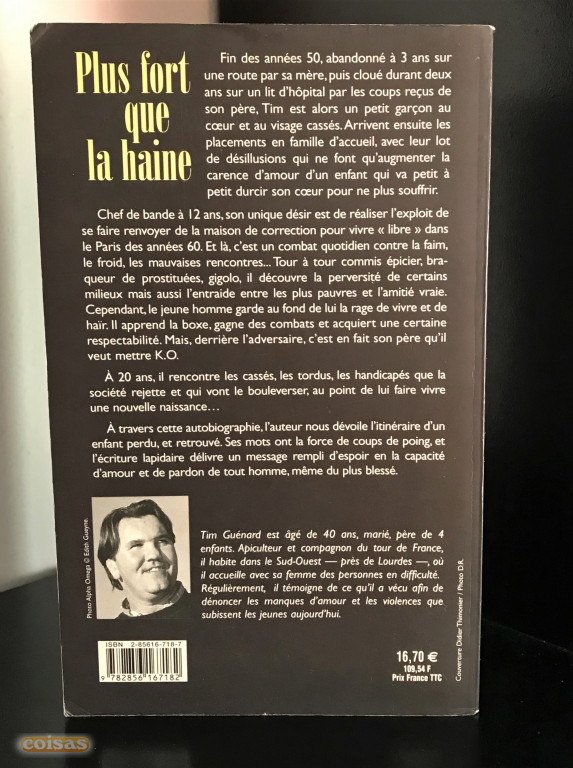 Plus fort
que
la haine
Fin des années 50, abandonné à 3 ans sur
une route par sa mère, puis cloué durant deux
ans sur un lit d'hôpital par les coups reçus de
son père, Tim est alors un petit garçon au
cœur et au visage cassés. Arrivent ensuite les
placements en famille d'accueil, avec leur lot
de désillusions qui ne font qu'augmenter la
carence d'amour d'un enfant qui va petit à
petit durcir son cœur pour ne plus souffrir.
Chef de bande à 12 ans, son unique désir est de réaliser l'exploit de
se faire renvoyer de la maison de correction pour vivre « libre » dans
le Paris des années 60. Et là, c'est un combat quotidien contre la faim,
le froid, les mauvaises rencontres... Tour à tour commis épicier, bra-
queur de prostituées, gigolo, il découvre la perversité de certains
milieux mais aussi l'entraide entre les plus pauvres et l'amitié vraie.
Cependant, le jeune homme garde au fond de lui la rage de vivre et de
haïr. Il apprend la boxe, gagne des combats et acquiert une certaine
respectabilité. Mais, derrière l'adversaire, c'est en fait son père qu'il
veut mettre K.O.
À 20 ans, il rencontre les cassés, les tordus, les handicapés que la
société rejette et qui vont le bouleverser, au point de lui faire vivre
une nouvelle naissance…
À travers cette autobiographie, l'auteur nous dévoile l'itinéraire d'un
enfant perdu, et retrouvé. Ses mots ont la force de coups de poing, et
l'écriture lapidaire délivre un message rempli d'espoir en la capacité
d'amour et de pardon de tout homme, même du plus blessé.
Photo Alpha Omega © Edith Guayne.
Tim Guénard est âgé de 40 ans, marié, père de 4
enfants. Apiculteur et compagnon du tour de France,
il habite dans le Sud-Ouest — près de Lourdes —, où
il accueille avec sa femme des personnes en difficulté.
Régulièrement, il témoigne de ce qu'il a vécu afin de
dénoncer les manques d'amour et les violences que
subissent les jeunes aujourd'hui.
Couverture Didier Thimonier / Photo D.R.
ISBN 2-85616-718-7
9 782856 167182
16,70 €
109,54 F
Prix France TTC
coisas